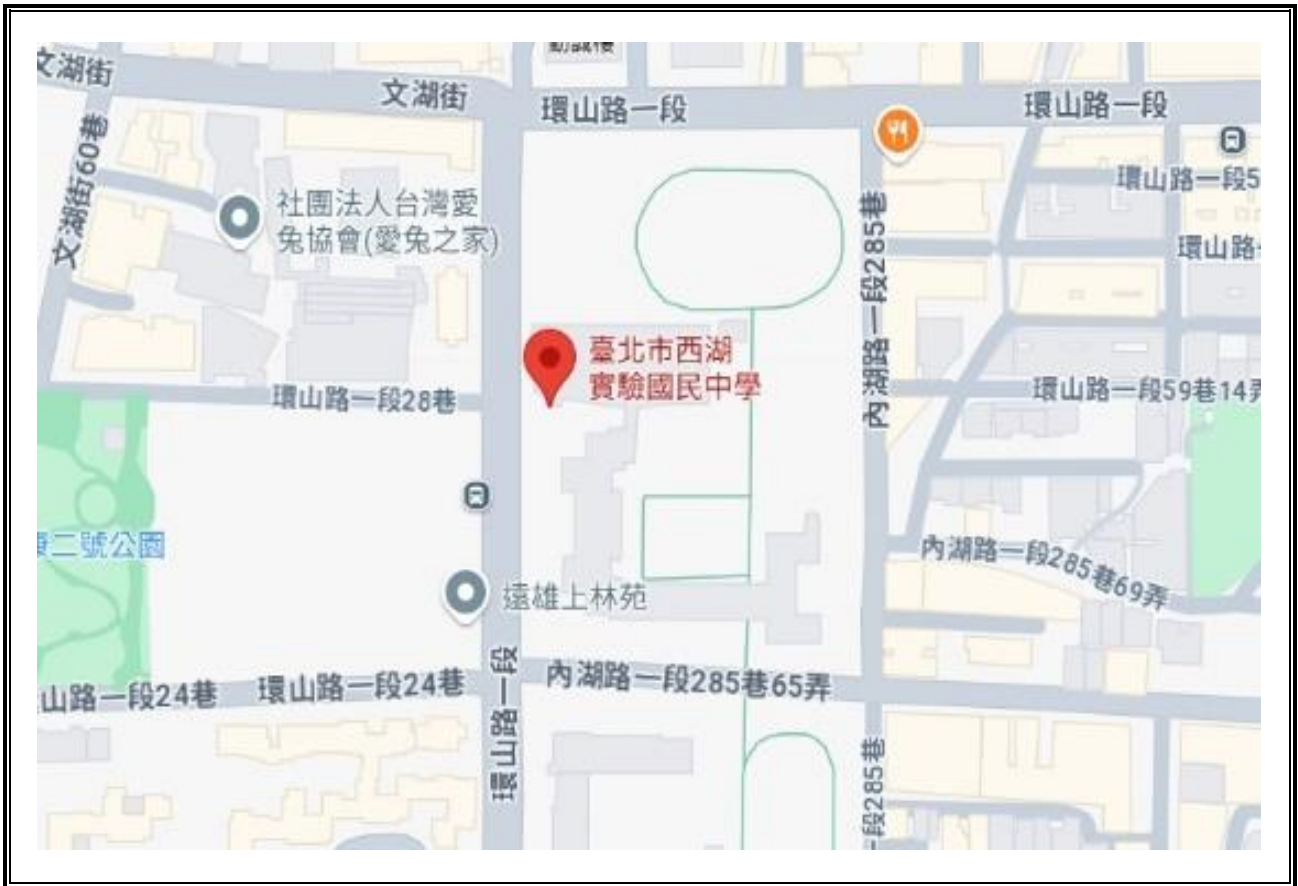 文湖街
文湖街
環山路一段
環山路一段
文湖街60巷
社團法人台灣愛
兔協會(愛兔之家)
內湖路一段285巷
環山路一段5
環山路
臺北市西湖
實驗國民中學
環山路一段28巷
環山路一段59巷14弄
二號公園
遠雄上林苑
內湖路一段285巷69弄
山路一段24巷
環山路一段24巷
環山路一段
內湖路一段285巷65弄
段285巷